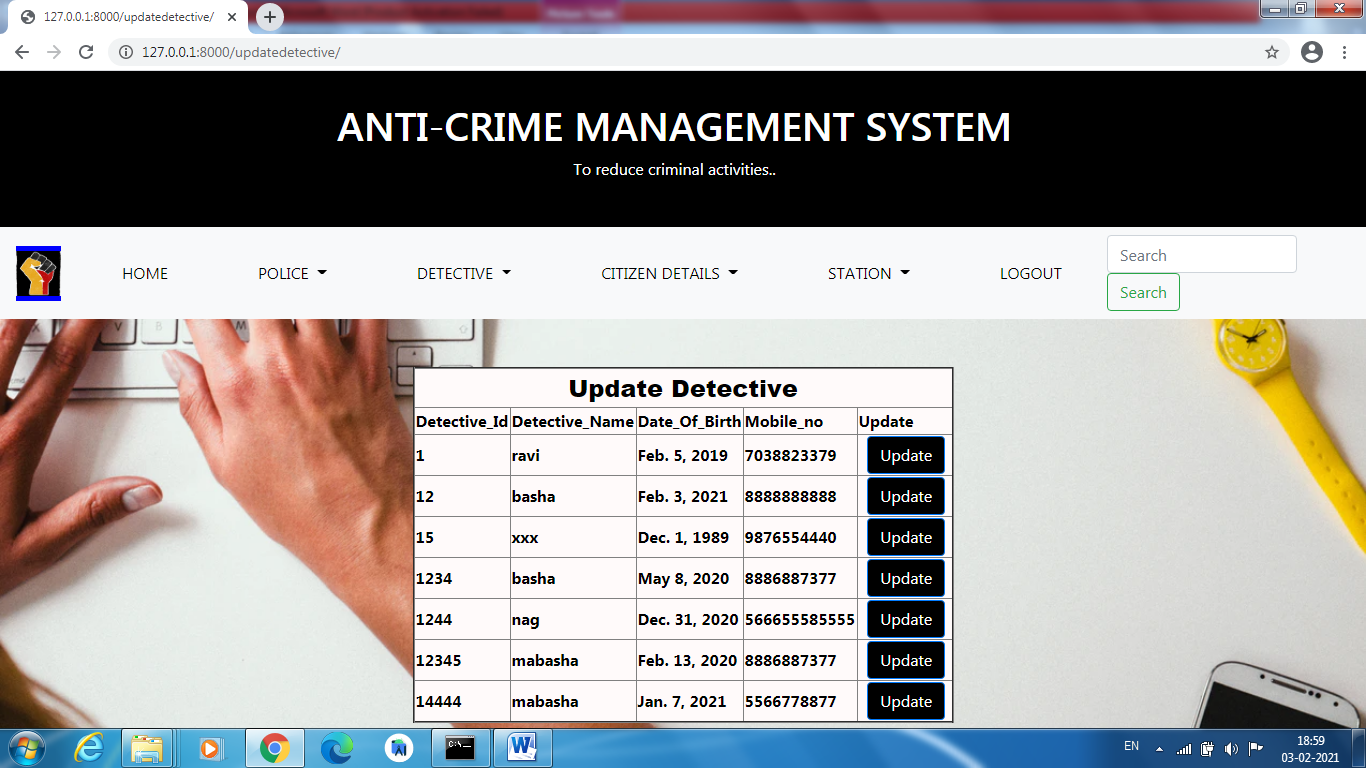 127.0.0.1:8000/updatedetective/
127.0.0.1:8000/updatedetective/
ANTI-CRIME MANAGEMENT SYSTEM
To reduce criminal activities..
HOME POLICE DETECTIVE CITIZEN DETAILS STATION LOGOUT
Search
Search
Update Detective
Detective_Id Detective_Name Date_Of_Birth Mobile_no Update
1 ravi Feb. 5, 2019 7038823379 Update
12 basha Feb. 3, 2021 8888888888 Update
15 xxx Dec. 1, 1989 9876554440 Update
1234 basha May 8, 2020 8886887377 Update
1244 nag Dec. 31, 2020 566655585555 Update
12345 mabasha Feb. 13, 2020 8886887377 Update
14444 mabasha Jan. 7, 2021 5566778877 Update
EN
18:59
03-02-2021